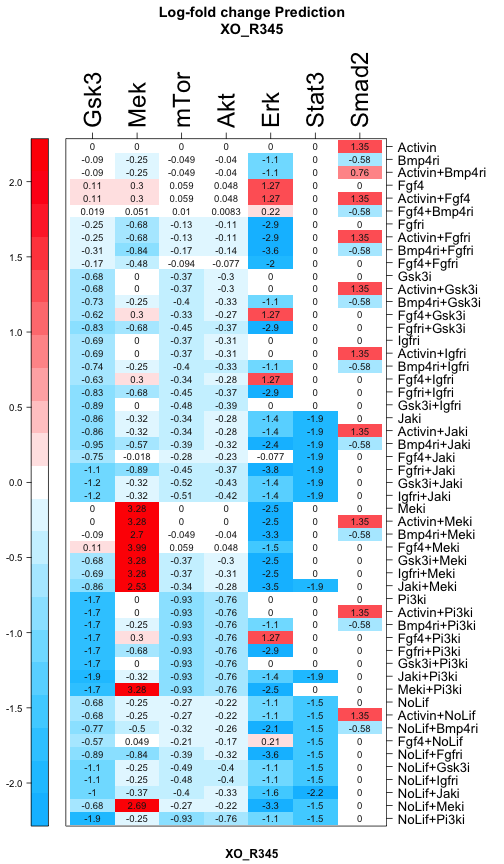 Log-fold change Prediction
XO_R345
Gsk3 Mek mTor Akt Erk Stat3 Smad2
2.0
1.5
1.0
0.5
0.0
-0.5
-1.0
-1.5
-2.0
0 0 0 0 0 0 1.35 Activin
-0.09 -0.25 -0.049 -0.04 -1.1 0 -0.58 Bmp4ri
-0.09 -0.25 -0.049 -0.04 -1.1 0 0.76 Activin+Bmp4ri
0.11 0.3 0.059 0.048 1.27 0 0 Fgf4
0.11 0.3 0.059 0.048 1.27 0 1.35 Activin+Fgf4
0.019 0.051 0.01 0.0083 0.22 0 -0.58 Fgf4+Bmp4ri
-0.25 -0.68 -0.13 -0.11 -2.9 0 0 Fgfri
-0.25 -0.68 -0.13 -0.11 -2.9 0 1.35 Activin+Fgfri
-0.31 -0.84 -0.17 -0.14 -3.6 0 -0.58 Bmp4ri+Fgfri
-0.17 -0.48 -0.094 -0.077 -2 0 0 Fgf4+Fgfri
-0.68 0 -0.37 -0.3 0 0 0 Gsk3i
-0.68 0 -0.37 -0.3 0 0 1.35 Activin+Gsk3i
-0.73 -0.25 -0.4 -0.33 -1.1 0 -0.58 Bmp4ri+Gsk3i
-0.62 0.3 -0.33 -0.27 1.27 0 0 Fgf4+Gsk3i
-0.83 -0.68 -0.45 -0.37 -2.9 0 0 Fgfri+Gsk3i
-0.69 0 -0.37 -0.31 0 0 0 Igfri
-0.69 0 -0.37 -0.31 0 0 1.35 Activin+Igfri
-0.74 -0.25 -0.4 -0.33 -1.1 0 -0.58 Bmp4ri+Igfri
-0.63 0.3 -0.34 -0.28 1.27 0 0 Fgf4+Igfri
-0.83 -0.68 -0.45 -0.37 -2.9 0 0 Fgfri+Igfri
-0.89 0 -0.48 -0.39 0 0 0 Gsk3i+Igfri
-0.86 -0.32 -0.34 -0.28 -1.4 -1.9 0 Jaki
-0.86 -0.32 -0.34 -0.28 -1.4 -1.9 1.35 Activin+Jaki
-0.95 -0.57 -0.39 -0.32 -2.4 -1.9 -0.58 Bmp4ri+Jaki
-0.75 -0.018 -0.28 -0.23 -0.077 -1.9 0 Fgf4+Jaki
-1.1 -0.89 -0.45 -0.37 -3.8 -1.9 0 Fgfri+Jaki
-1.2 -0.32 -0.52 -0.43 -1.4 -1.9 0 Gsk3i+Jaki
-1.2 -0.32 -0.51 -0.42 -1.4 -1.9 0 Igfri+Jaki
0 3.28 0 0 -2.5 0 0 Meki
0 3.28 0 0 -2.5 0 1.35 Activin+Meki
-0.09 2.7 -0.049 -0.04 -3.3 0 -0.58 Bmp4ri+Meki
0.11 3.99 0.059 0.048 -1.5 0 0 Fgf4+Meki
-0.68 3.28 -0.37 -0.3 -2.5 0 0 Gsk3i+Meki
-0.69 3.28 -0.37 -0.31 -2.5 0 0 Igfri+Meki
-0.86 2.53 -0.34 -0.28 -3.5 -1.9 0 Jaki+Meki
-1.7 0 -0.93 -0.76 0 0 0 Pi3ki
-1.7 0 -0.93 -0.76 0 0 1.35 Activin+Pi3ki
-1.7 -0.25 -0.93 -0.76 -1.1 0 -0.58 Bmp4ri+Pi3ki
-1.7 0.3 -0.93 -0.76 1.27 0 0 Fgf4+Pi3ki
-1.7 -0.68 -0.93 -0.76 -2.9 0 0 Fgfri+Pi3ki
-1.7 0 -0.93 -0.76 0 0 0 Gsk3i+Pi3ki
-1.9 -0.32 -0.93 -0.76 -1.4 -1.9 0 Jaki+Pi3ki
-1.7 3.28 -0.93 -0.76 -2.5 0 0 Meki+Pi3ki
-0.68 -0.25 -0.27 -0.22 -1.1 -1.5 0 NoLif
-0.68 -0.25 -0.27 -0.22 -1.1 -1.5 1.35 Activin+NoLif
-0.77 -0.5 -0.32 -0.26 -2.1 -1.5 -0.58 NoLif+Bmp4ri
-0.57 0.049 -0.21 -0.17 0.21 -1.5 0 Fgf4+NoLif
-0.89 -0.84 -0.39 -0.32 -3.6 -1.5 0 NoLif+Fgfri
-1.1 -0.25 -0.49 -0.4 -1.1 -1.5 0 NoLif+Gsk3i
-1.1 -0.25 -0.48 -0.4 -1.1 -1.5 0 NoLif+Igfri
-1 -0.37 -0.4 -0.33 -1.6 -2.2 0 NoLif+Jaki
-0.68 2.69 -0.27 -0.22 -3.3 -1.5 0 NoLif+Meki
-1.9 -0.25 -0.93 -0.76 -1.1 -1.5 0 NoLif+Pi3ki
XO_R345